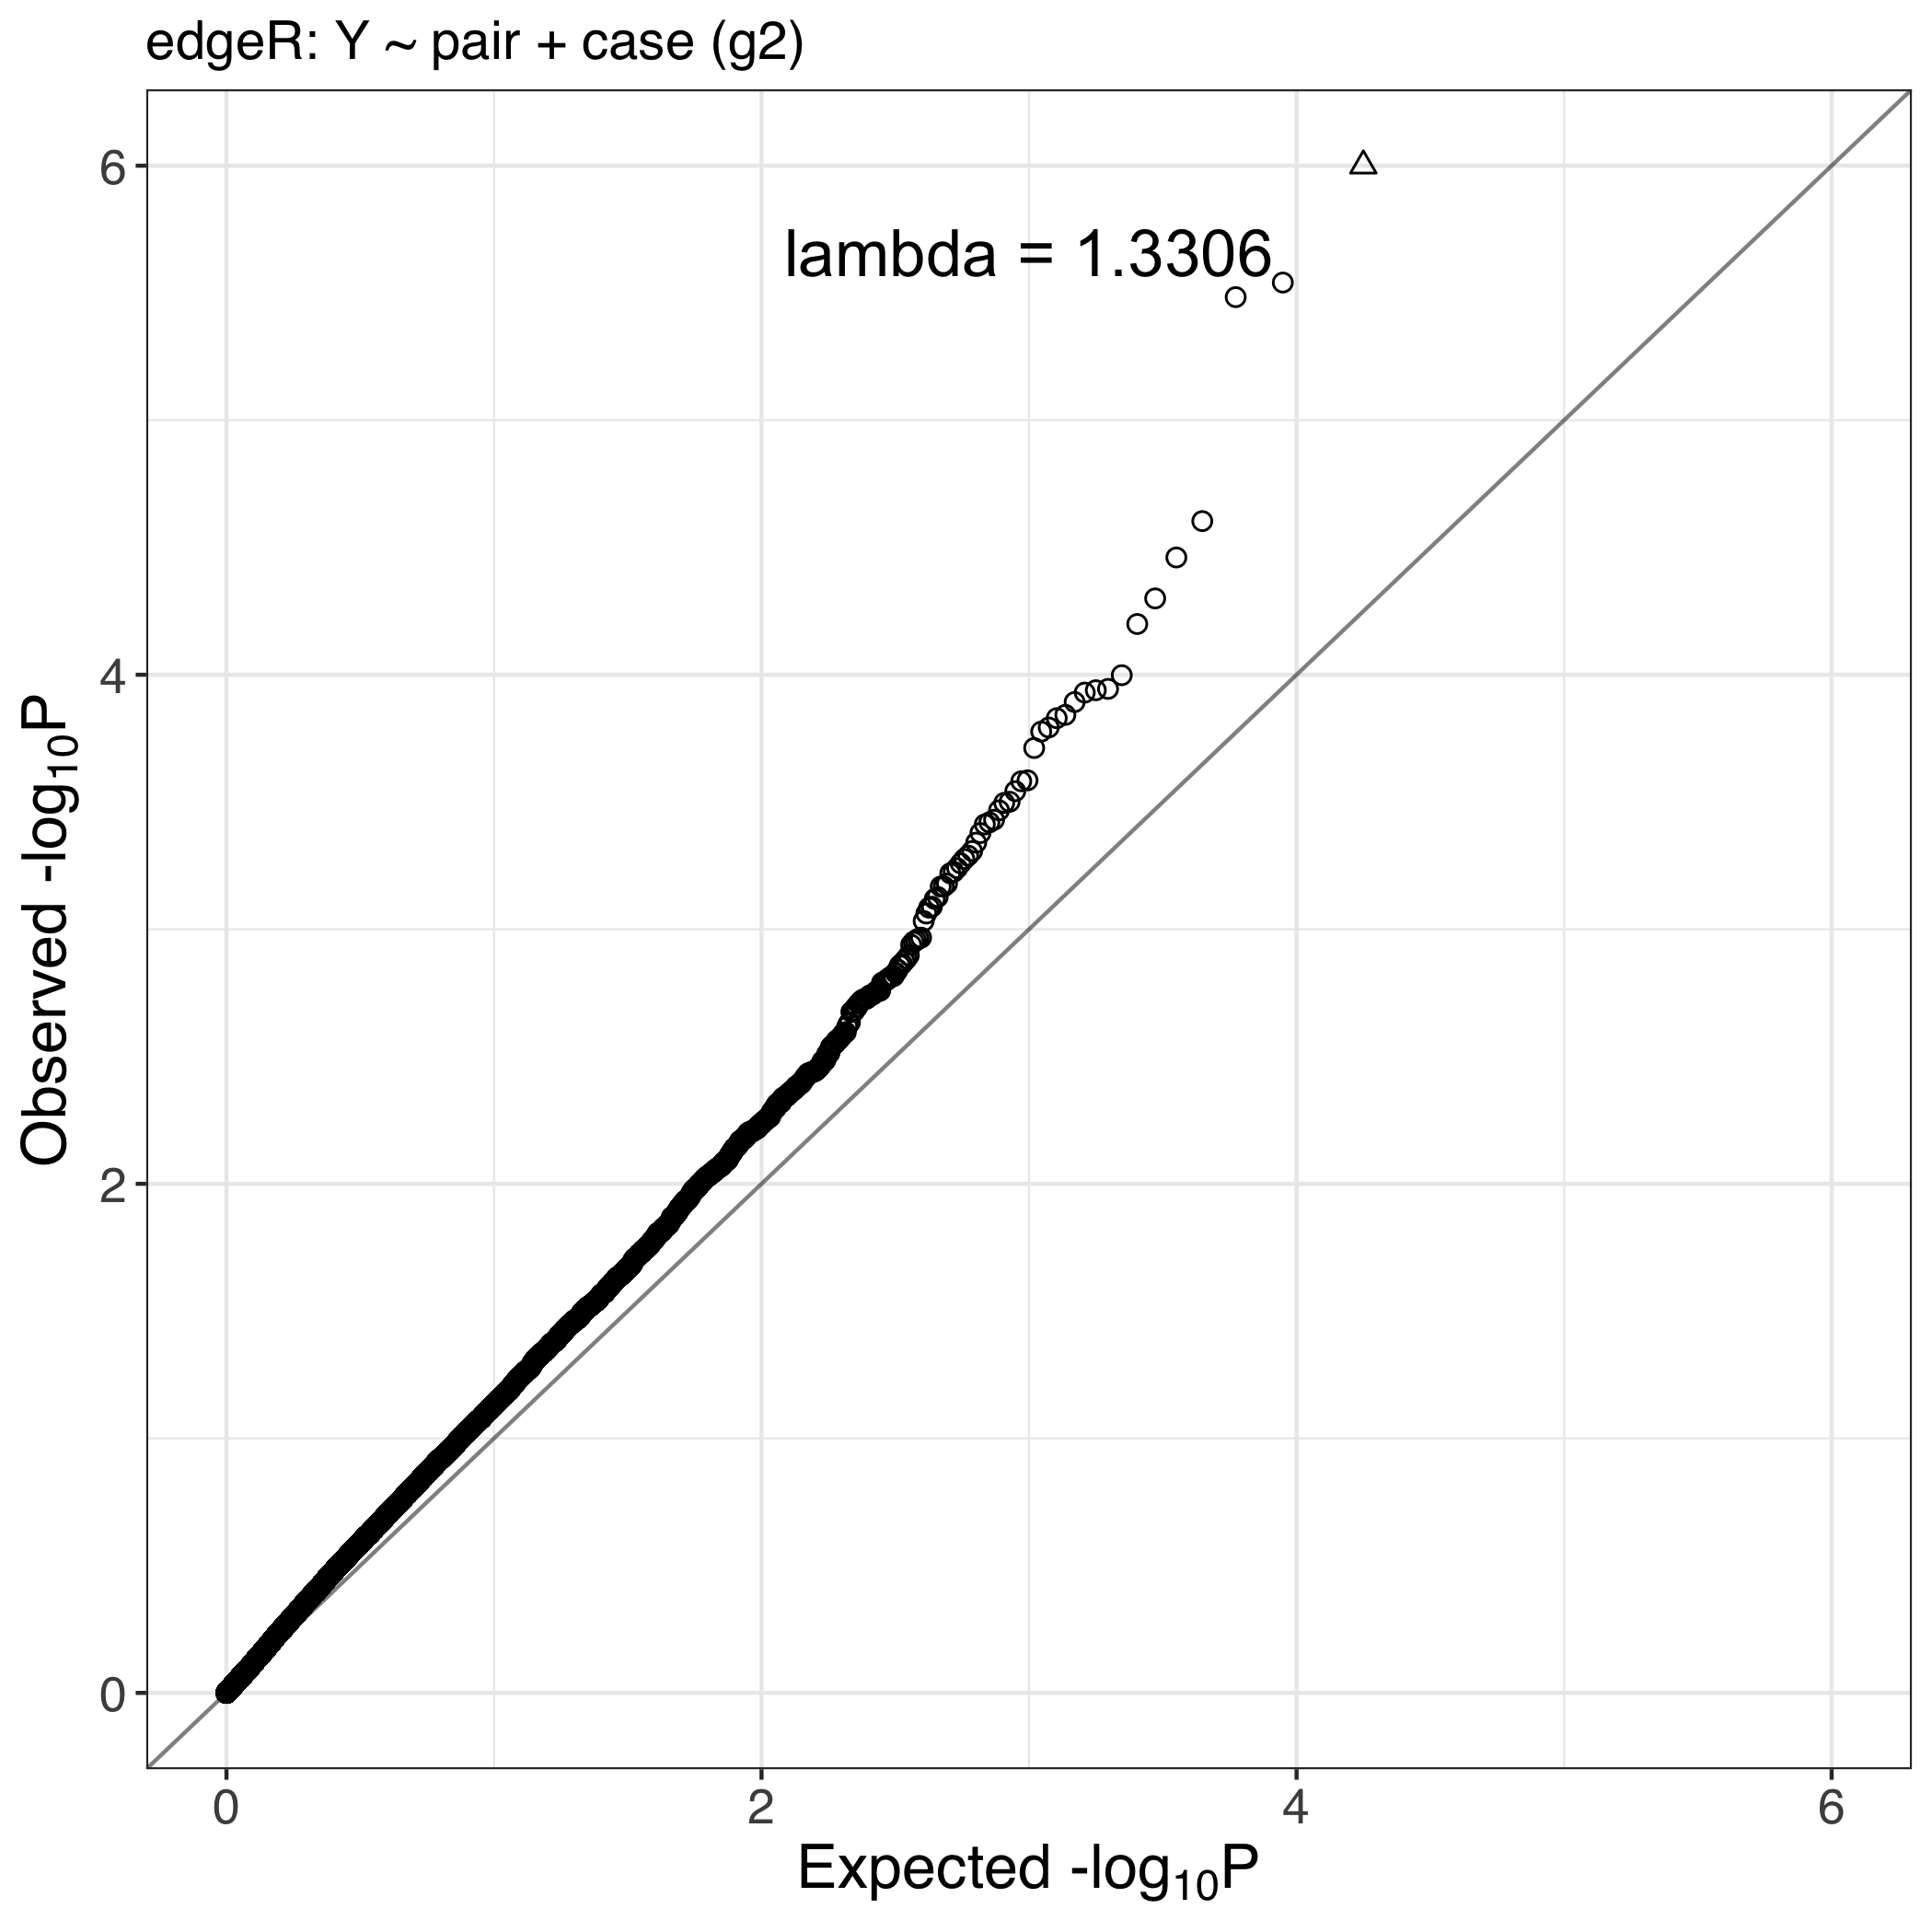 edgeR: Y ~ pair + case (g2)
lambda = 1.3306
6
4
2
0
Observed -log10P
0 2 4 6
Expected -log10P